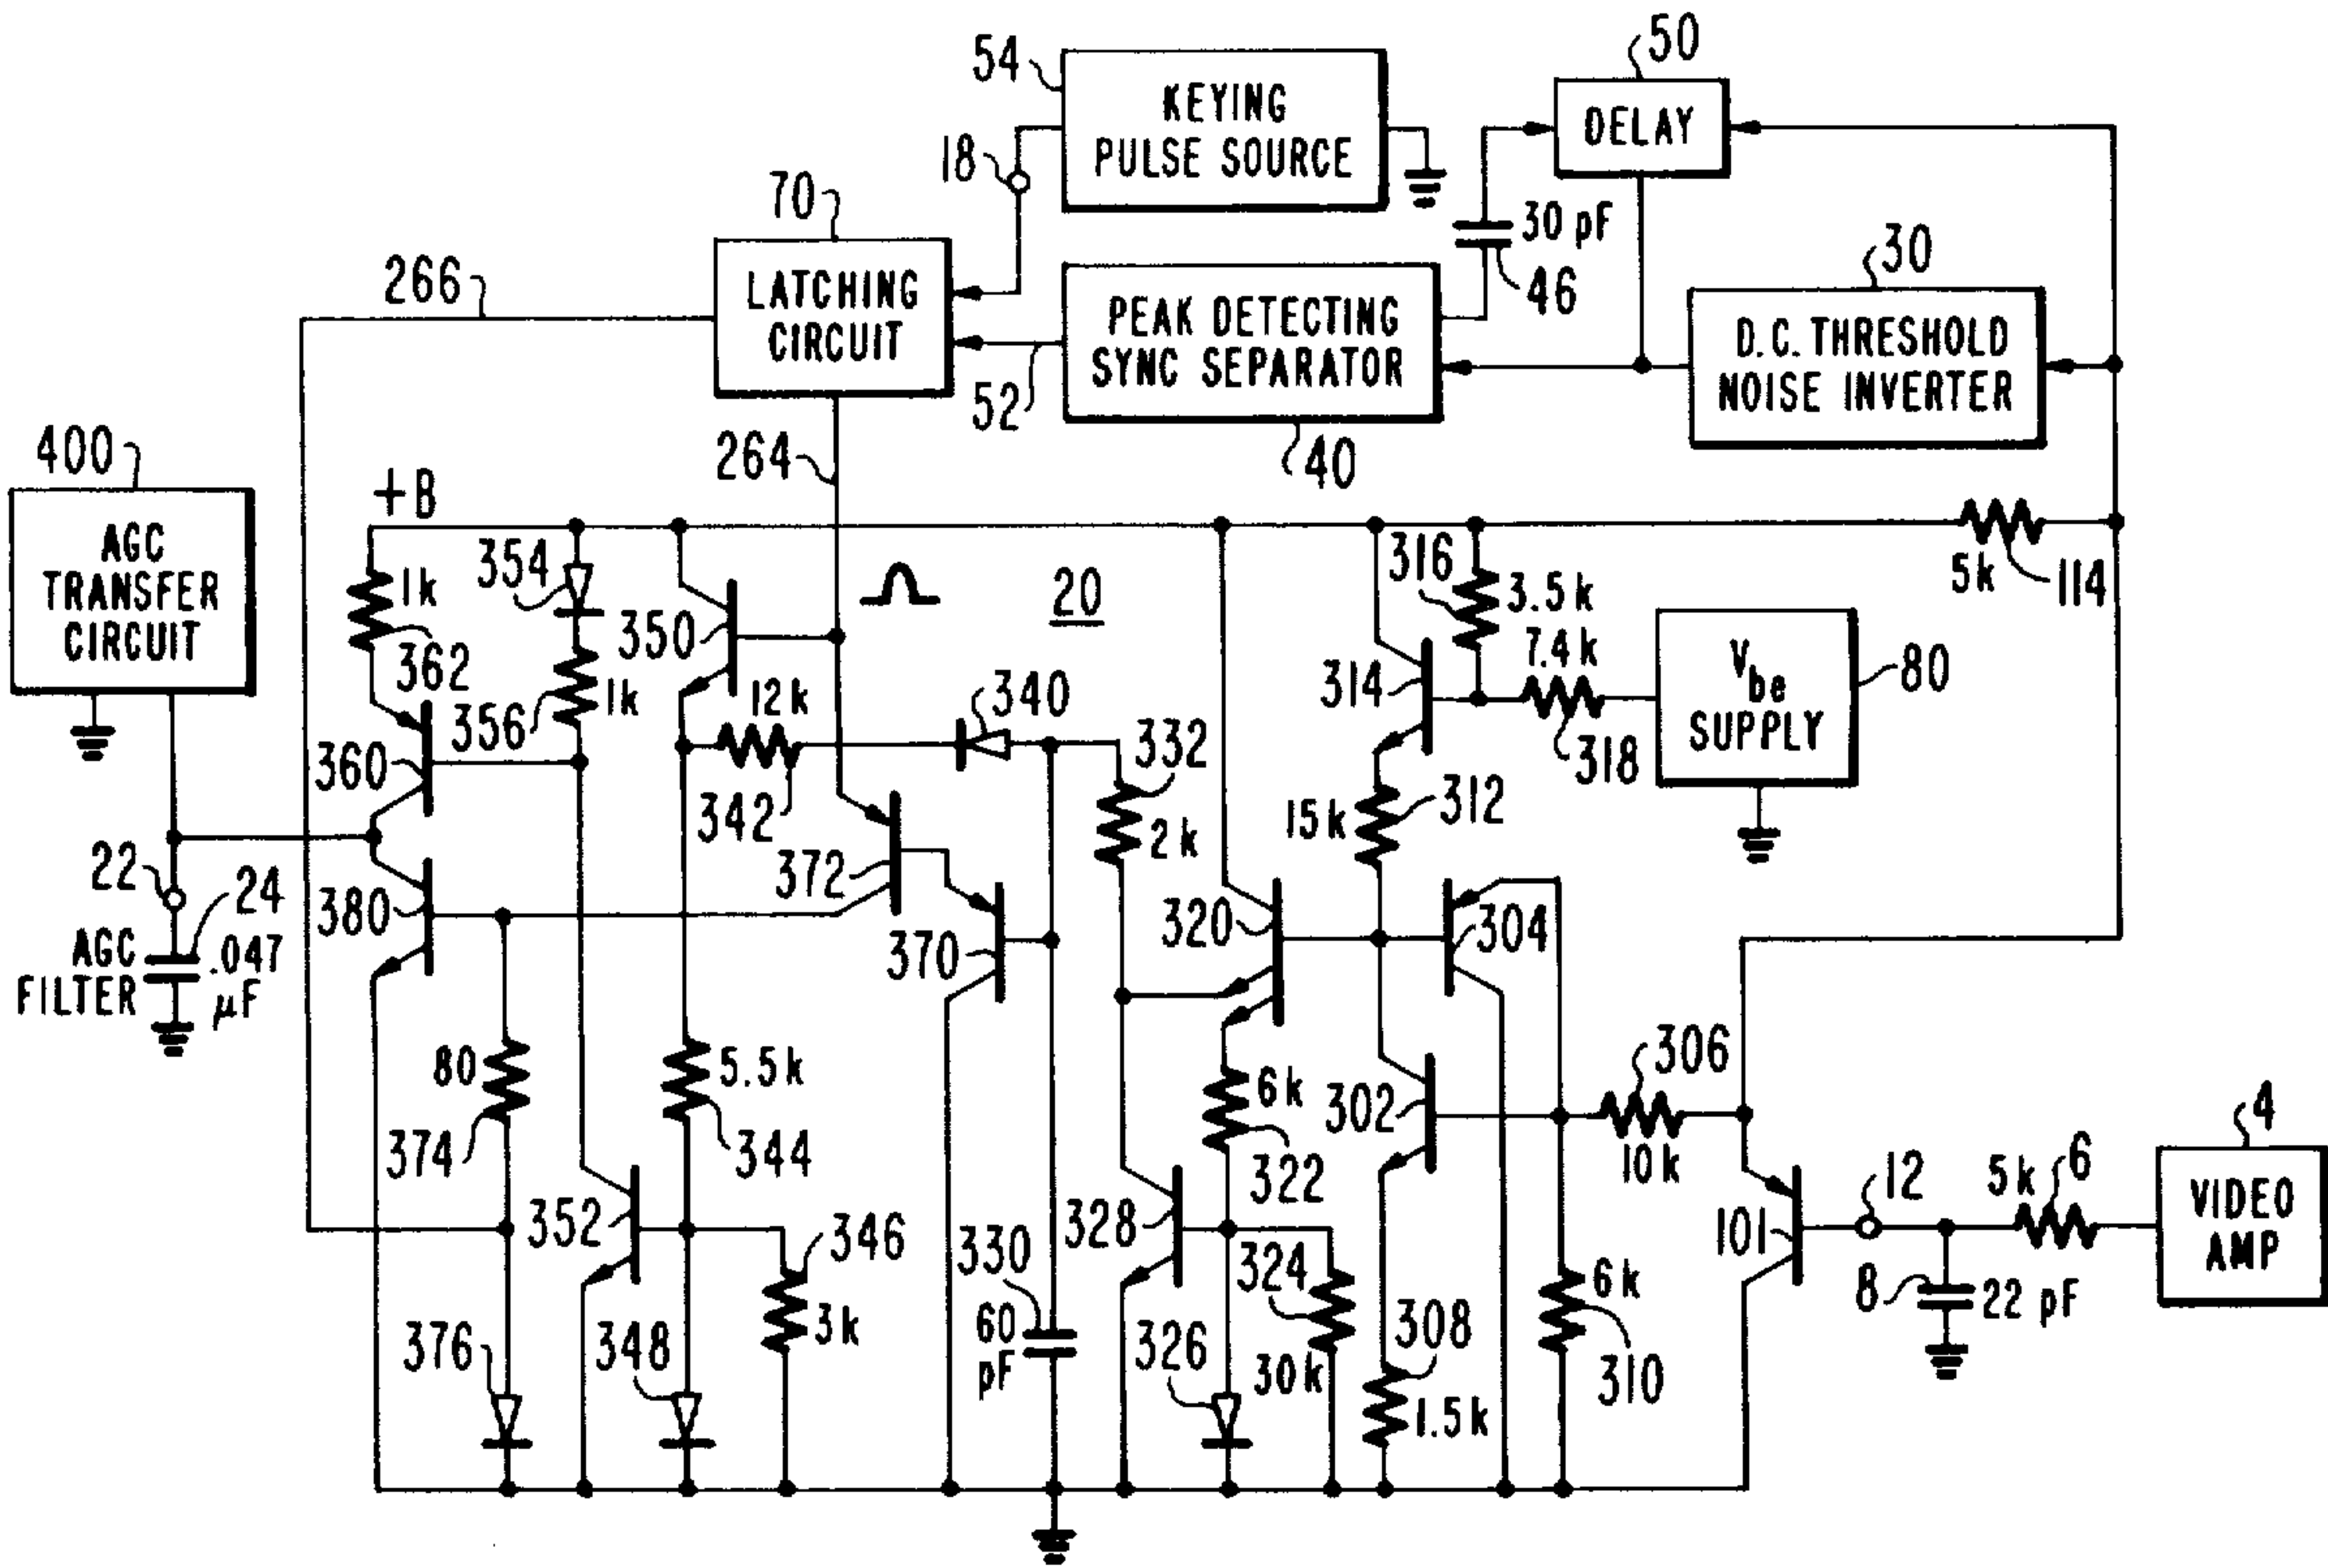 54
KEYING
PULSE SOURCE
18
50
DELAY
30 pF
46
70
LATCHING
CIRCUIT
266
PEAK DETECTING
SYNC SEPARATOR
52
40
30
D.C. THRESHOLD
NOISE INVERTER
264
400
AGC
TRANSFER
CIRCUIT
+B
354
1k
362
350
20
316
3.5k
5k
114
360
356
1k
12k
342
340
332
2k
314
7.4k
318
Vbe
SUPPLY
80
15k
312
22
24
AGC
FILTER
.047
μF
380
372
370
320
304
80
374
5.5k
344
6k
322
302
306
10k
352
346
3k
330
60
pF
328
324
30k
326
308
1.5k
6k
310
376
348
101
12
5k
6
8
22 pF
4
VIDEO
AMP